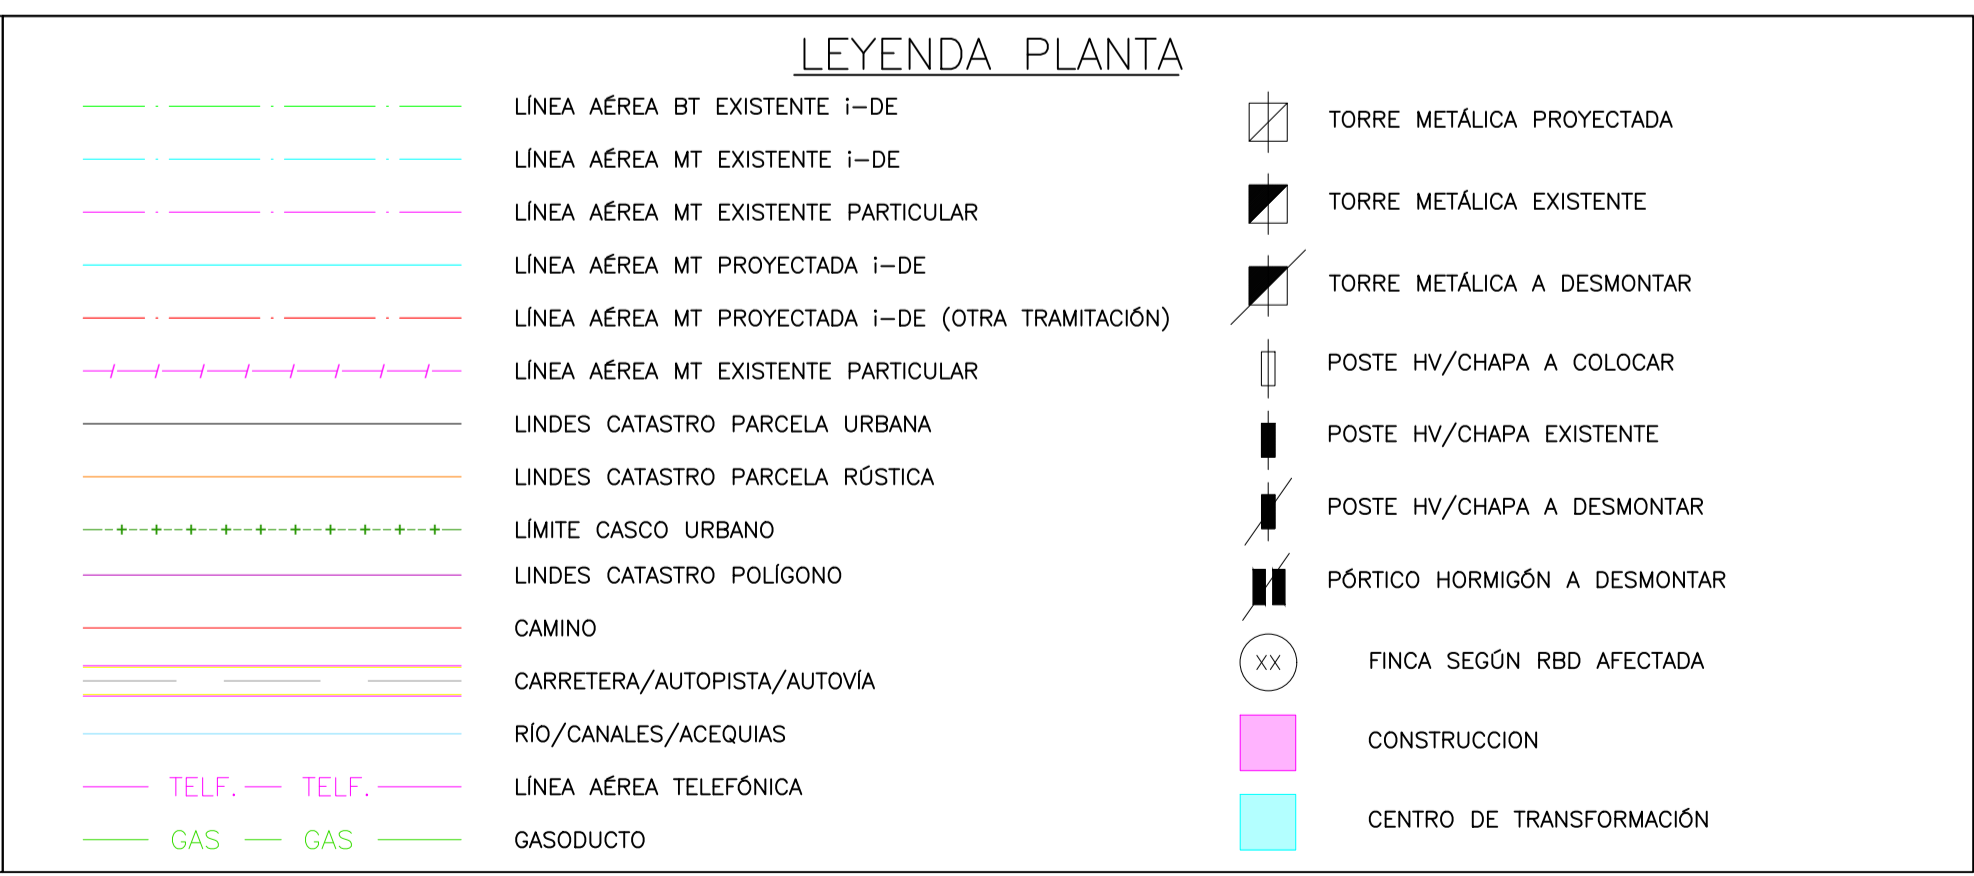 LEYENDA PLANTA
LÍNEA AÉREA BT EXISTENTE i-DE
LÍNEA AÉREA MT EXISTENTE i-DE
LÍNEA AÉREA MT EXISTENTE PARTICULAR
LÍNEA AÉREA MT PROYECTADA i-DE
LÍNEA AÉREA MT PROYECTADA i-DE (OTRA TRAMITACIÓN)
LÍNEA AÉREA MT EXISTENTE PARTICULAR
LINDES CATASTRO PARCELA URBANA
LINDES CATASTRO PARCELA RÚSTICA
LÍMITE CASCO URBANO
LINDES CATASTRO POLÍGONO
CAMINO
CARRETERA/AUTOPISTA/AUTOVÍA
RÍO/CANALES/ACEQUIAS
TELF. TELF. LÍNEA AÉREA TELEFÓNICA
GAS GAS GASODUCTO
TORRE METÁLICA PROYECTADA
TORRE METÁLICA EXISTENTE
TORRE METÁLICA A DESMONTAR
POSTE HV/CHAPA A COLOCAR
POSTE HV/CHAPA EXISTENTE
POSTE HV/CHAPA A DESMONTAR
PÓRTICO HORMIGÓN A DESMONTAR
XX FINCA SEGÚN RBD AFECTADA
CONSTRUCCION
CENTRO DE TRANSFORMACIÓN